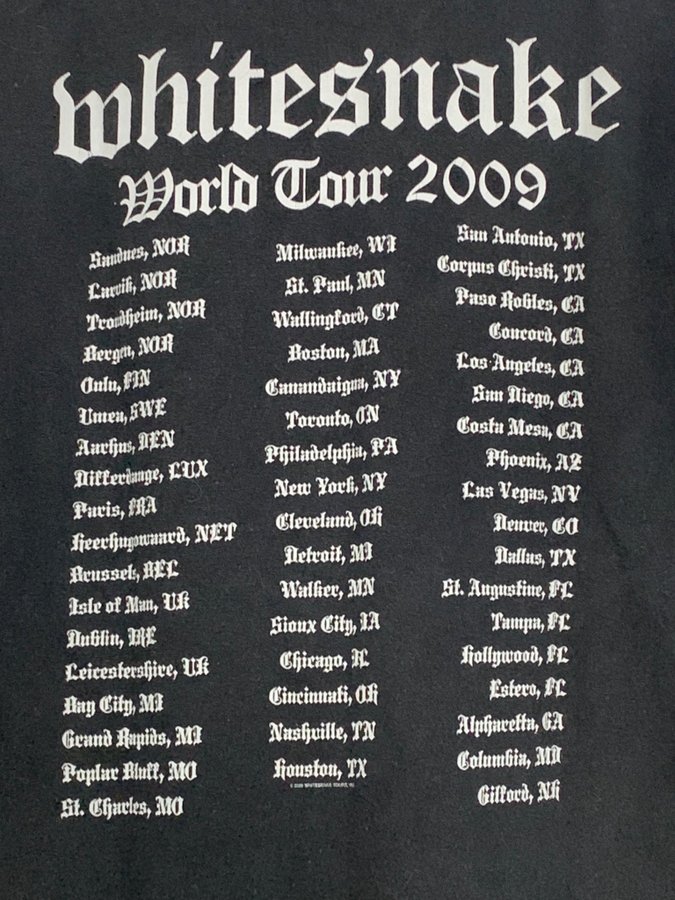 whitesnake
World Tour 2009
Sandnes, NOR
Larvik, NOR
Trondheim, NOR
Bergen, NOR
Oulu, FIN
Umea, SWE
Aarhus, DEN
Differdange, LUX
Paris, FRA
Heerhugowaard, NET
Brussels, BEL
Isle of Man, UK
Dublin, IRE
Leicestershire, UK
Bay City, MI
Grand Rapids, MI
Poplar Bluff, MO
St. Charles, MO
Milwaukee, WI
St. Paul, MN
Wallingford, CT
Boston, MA
Canandaigua, NY
Toronto, ON
Philadelphia, PA
New York, NY
Cleveland, OH
Detroit, MI
Walker, MN
Sioux City, IA
Chicago, IL
Cincinnati, OH
Nashville, TN
Houston, TX
© 2009 WHITESNAKE TOURS,
San Antonio, TX
Corpus Christi, TX
Paso Robles, CA
Concord, CA
Los Angeles, CA
San Diego, CA
Costa Mesa, CA
Phoenix, AZ
Las Vegas, NV
Denver, CO
Dallas, TX
St. Augustine, FL
Tampa, FL
Hollywood, FL
Estero, FL
Alpharetta, GA
Columbia, MD
Gilford, NH